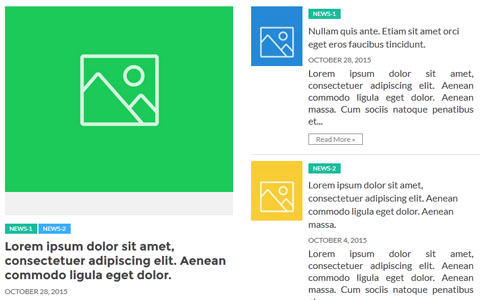 NEWS-1 NEWS-2
Lorem ipsum dolor sit amet,
consectetuer adipiscing elit. Aenean
commodo ligula eget dolor.
OCTOBER 28, 2015
NEWS-1
Nullam quis ante. Etiam sit amet orci
eget eros faucibus tincidunt.
OCTOBER 28, 2015
Lorem ipsum dolor sit amet,
consectetuer adipiscing elit. Aenean
commodo ligula eget dolor. Aenean
massa. Cum sociis natoque penatibus
et...
Read More »
NEWS-2
Lorem ipsum dolor sit amet,
consectetuer adipiscing elit. Aenean
commodo ligula eget dolor. Aenean
massa.
OCTOBER 4, 2015
Lorem ipsum dolor sit amet,
consectetuer adipiscing elit. Aenean
commodo ligula eget dolor. Aenean
massa. Cum sociis natoque penatibus